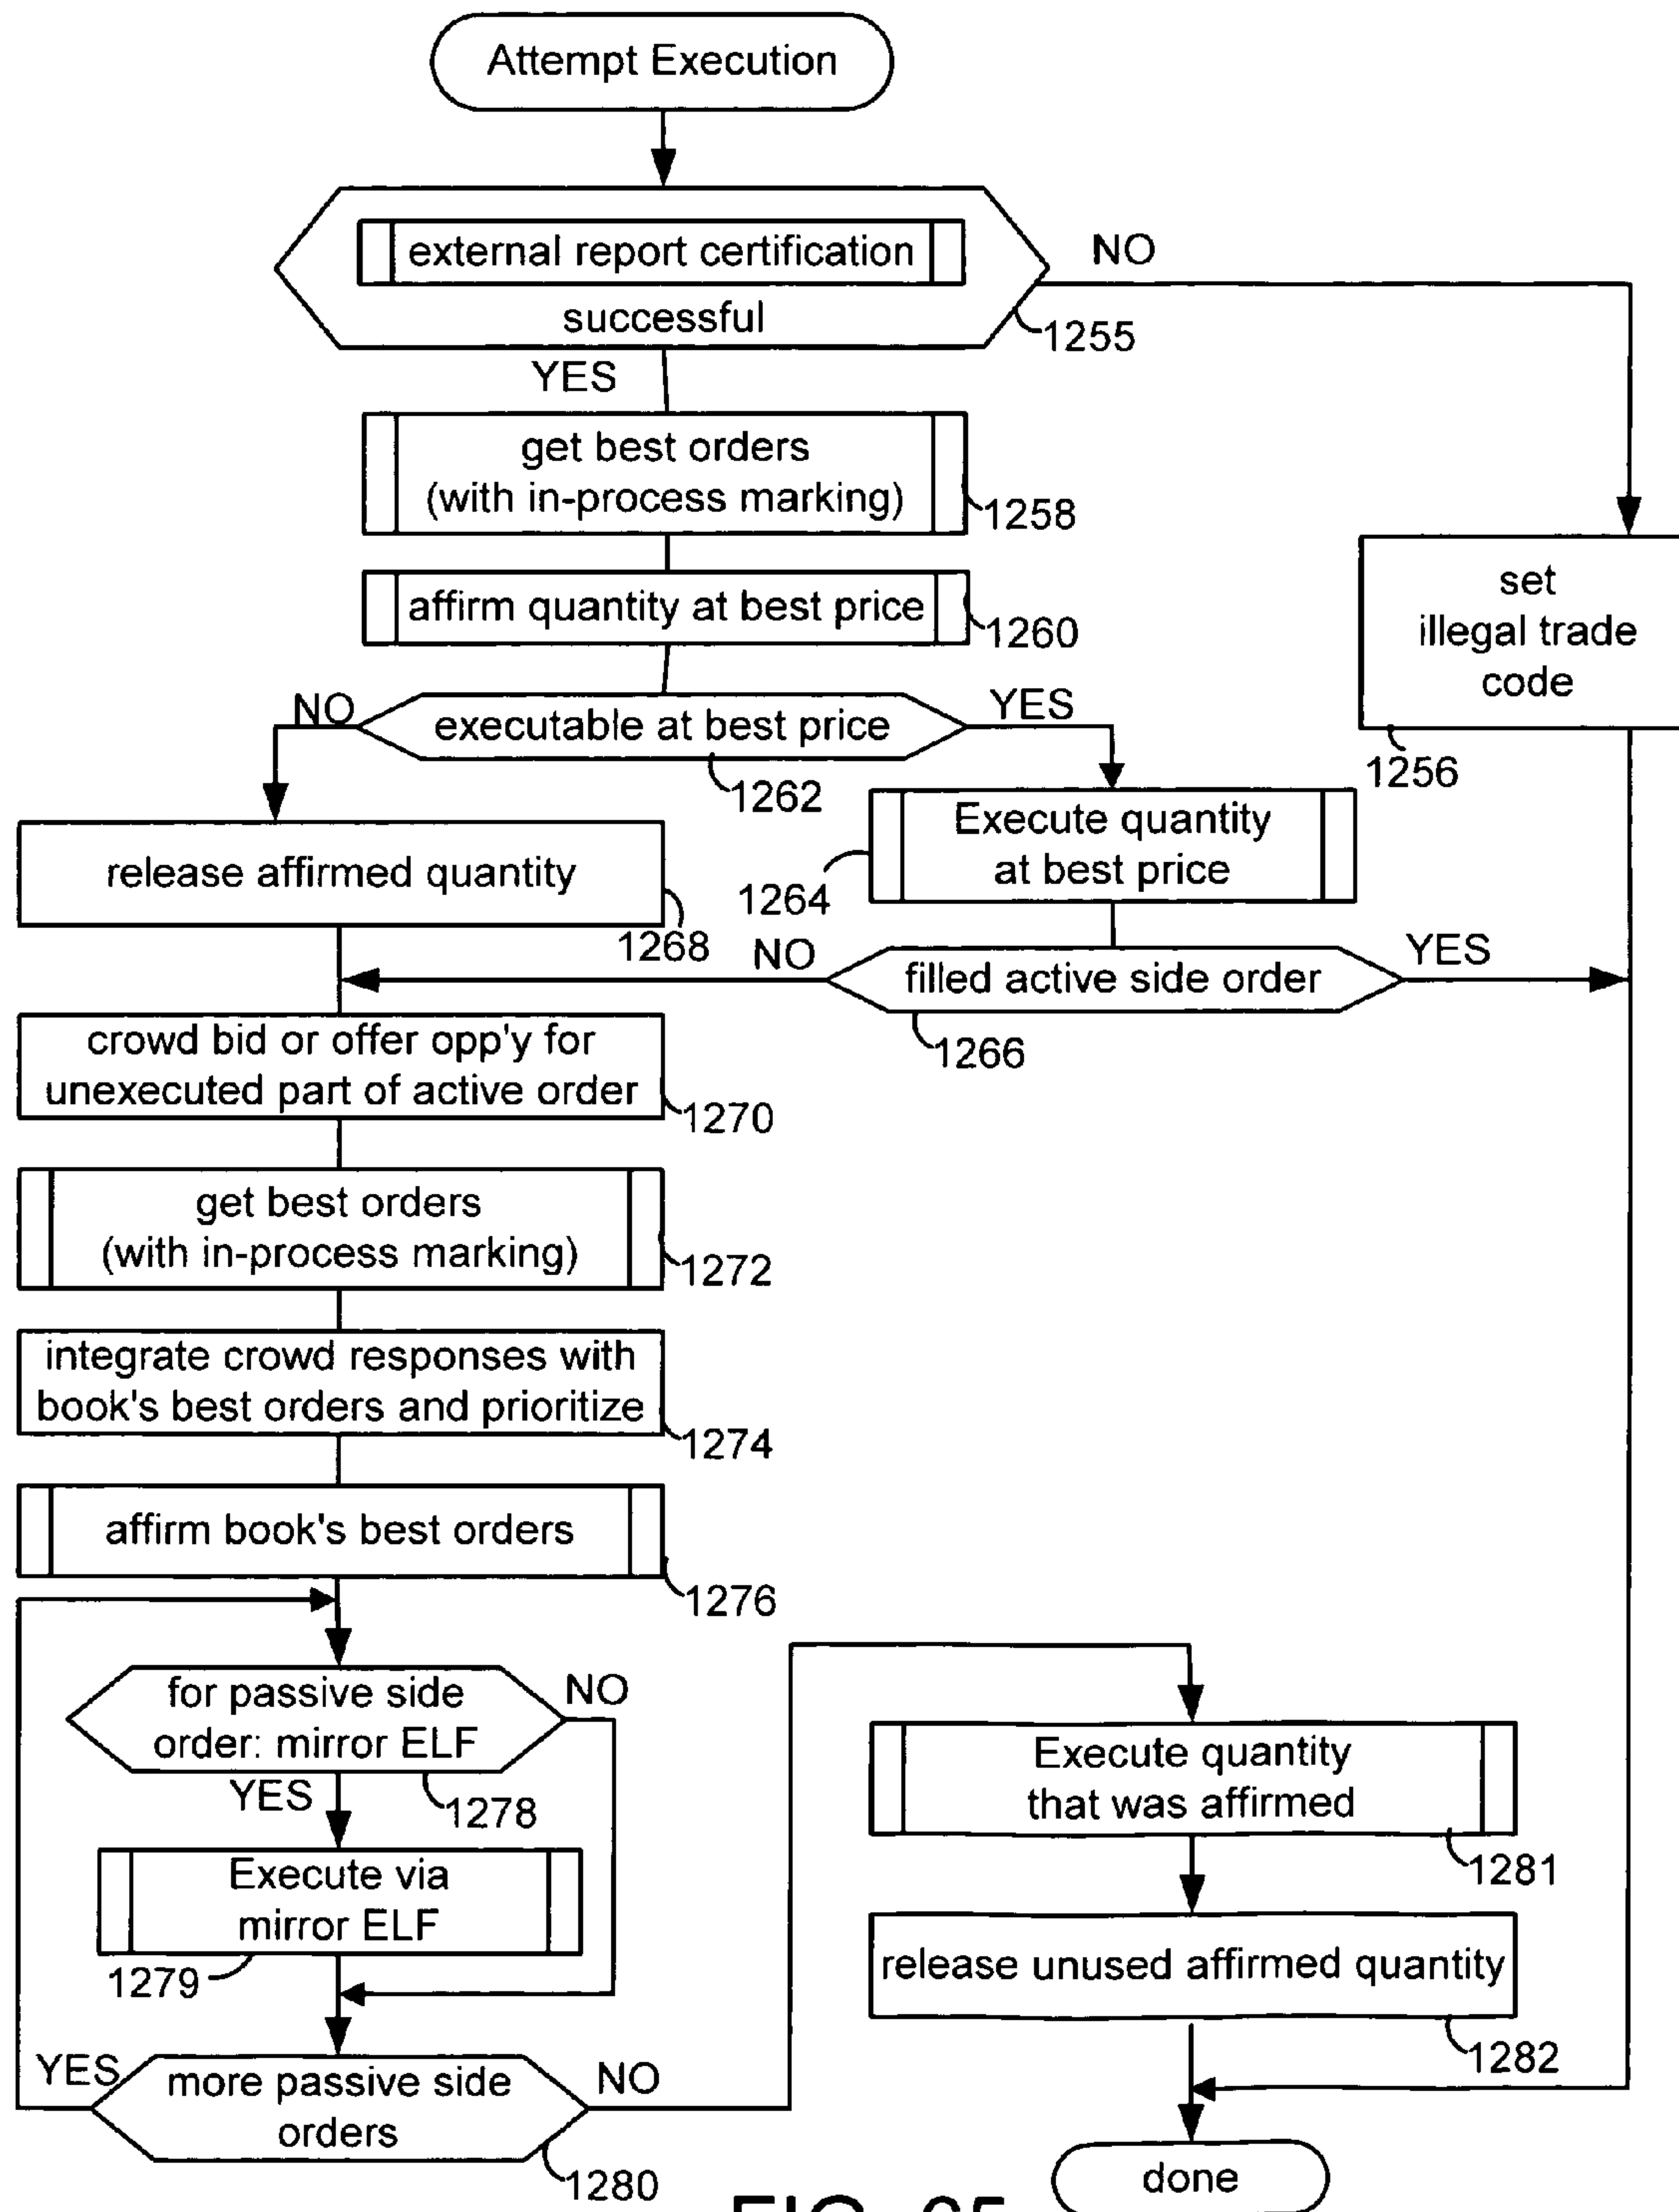 Attempt Execution
external report certification
successful
NO
1255
YES
get best orders
(with in-process marking)
1258
affirm quantity at best price
1260
set
illegal trade
code
1256
NO
executable at best price
YES
1262
Execute quantity
at best price
1264
release affirmed quantity
1268
NO
filled active side order
YES
1266
crowd bid or offer opp'y for
unexecuted part of active order
1270
get best orders
(with in-process marking)
1272
integrate crowd responses with
book's best orders and prioritize
1274
affirm book's best orders
1276
for passive side
order: mirror ELF
NO
YES
1278
Execute via
mirror ELF
1279
YES
more passive side
orders
NO
1280
Execute quantity
that was affirmed
1281
release unused affirmed quantity
1282
done